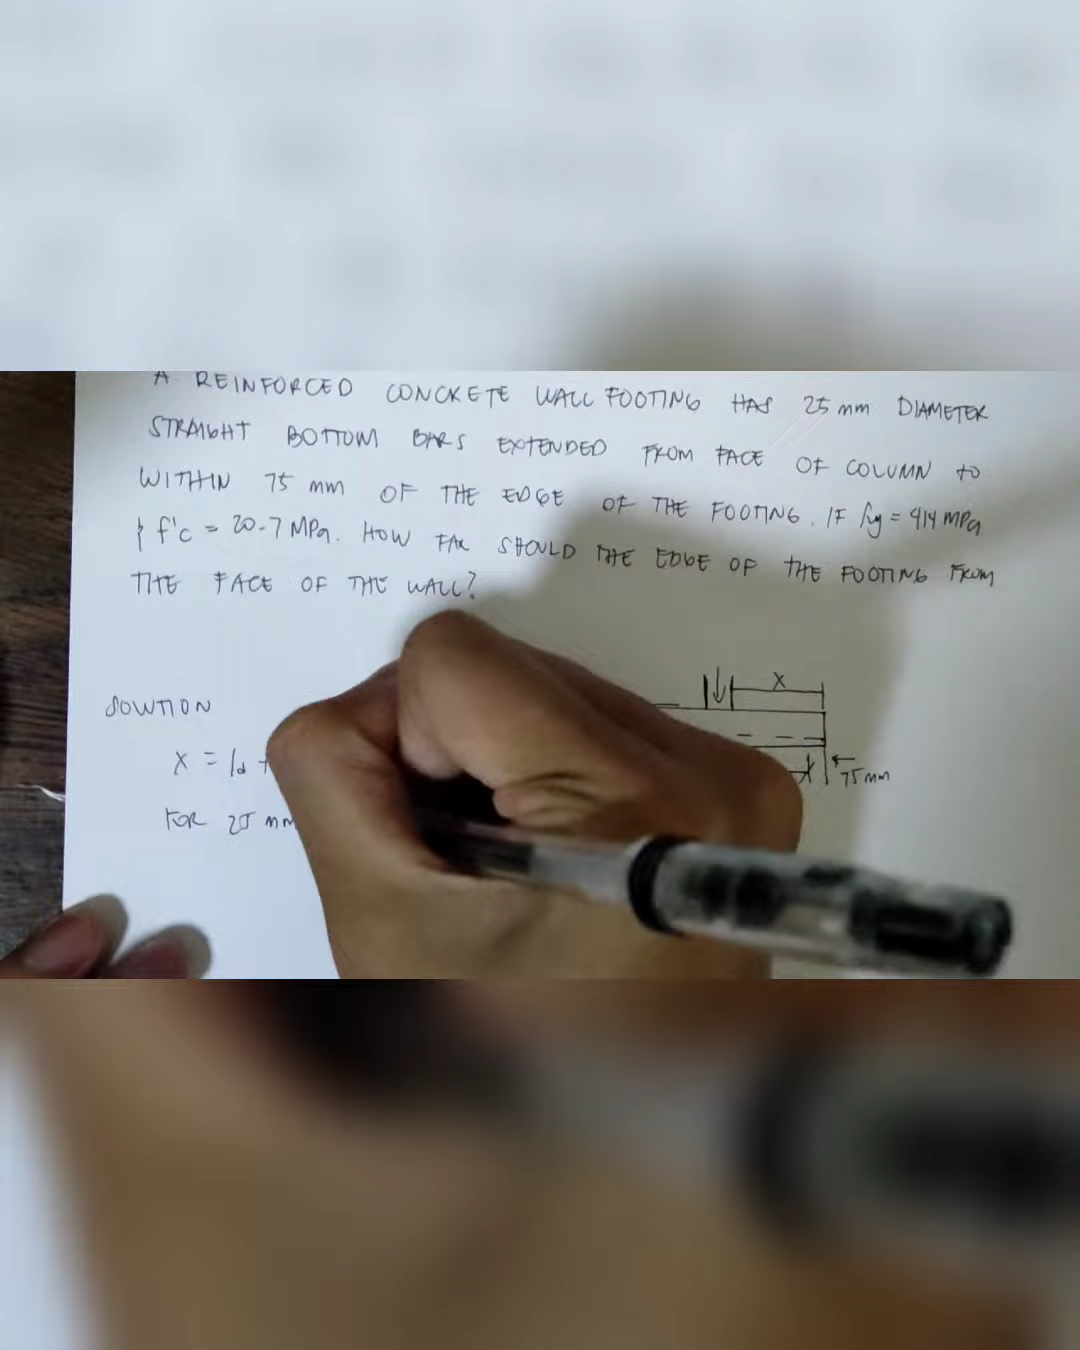 A REINFORCED CONCRETE WALL FOOTING HAS 25 mm DIAMETER
STRAIGHT BOTTOM BARS EXTENDED FROM FACE OF COLUMN TO
WITHIN 75 mm OF THE EDGE OF THE FOOTING. IF fy = 414 MPa
& f'c = 20.7 MPa. HOW FAR SHOULD THE EDGE OF THE FOOTING FROM
THE FACE OF THE WALL?
X
SOLUTION
X = ld +
75 mm
FOR 25 mm